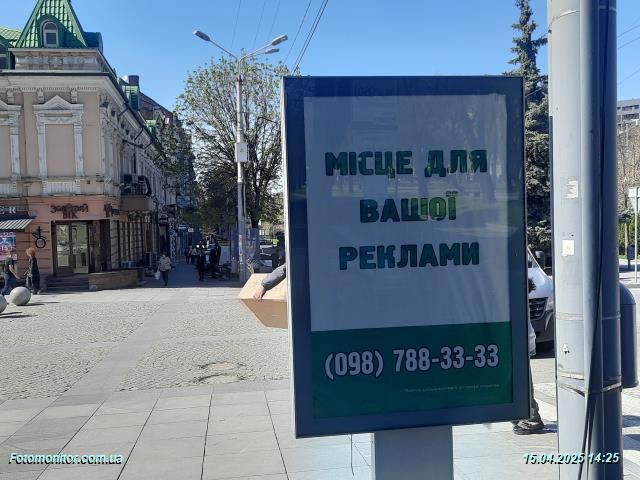 МІСЦЕ ДЛЯ
ВАШОЇ
РЕКЛАМИ
(098) 788-33-33
Fotomonitor.com.ua
15.04.2025 14:25